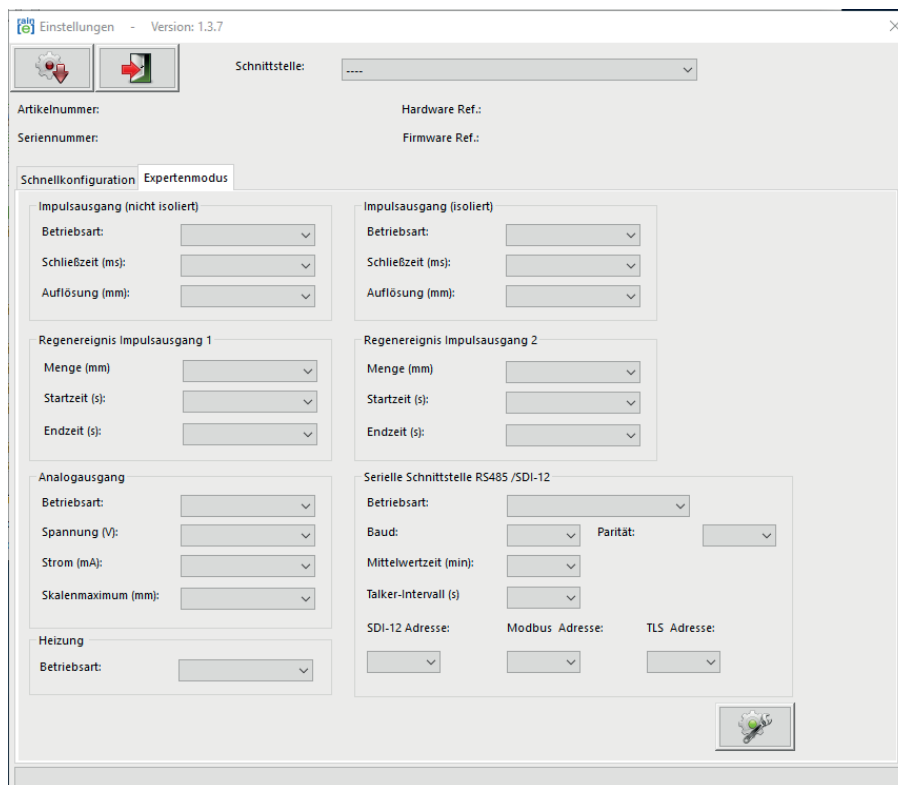 rain
e
Einstellungen - Version: 1.3.7
Schnittstelle: ----
Artikelnummer: Hardware Ref.:
Seriennummer: Firmware Ref.:
Schnellkonfiguration Expertenmodus
Impulsausgang (nicht isoliert)
Betriebsart:
Schließzeit (ms):
Auflösung (mm):
Impulsausgang (isoliert)
Betriebsart:
Schließzeit (ms):
Auflösung (mm):
Regenereignis Impulsausgang 1
Menge (mm)
Startzeit (s):
Endzeit (s):
Regenereignis Impulsausgang 2
Menge (mm)
Startzeit (s):
Endzeit (s):
Analogausgang
Betriebsart:
Spannung (V):
Strom (mA):
Skalenmaximum (mm):
Heizung
Betriebsart:
Serielle Schnittstelle RS485 /SDI-12
Betriebsart:
Baud: Parität:
Mittelwertzeit (min):
Talker-Intervall (s)
SDI-12 Adresse: Modbus Adresse: TLS Adresse: